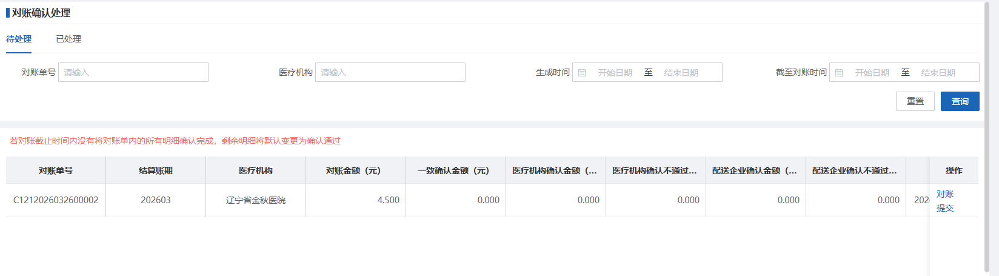 对账确认处理
待处理 已处理
对账单号 请输入 医疗机构 请输入 生成时间 开始日期 至 结束日期 截至对账时间 开始日期 至 结束日期
重置 查询
若对账截止时间内没有将对账单内的所有明细确认完成，剩余明细将默认变更为确认通过
对账单号 结算账期 医疗机构 对账金额（元） 一致确认金额（元） 医疗机构确认金额（... 医疗机构确认不通过... 配送企业确认金额（... 配送企业确认不通过... 操作
C1212026032600002 202603 辽宁省金秋医院 4.500 0.000 0.000 0.000 0.000 0.000 202 对账
提交